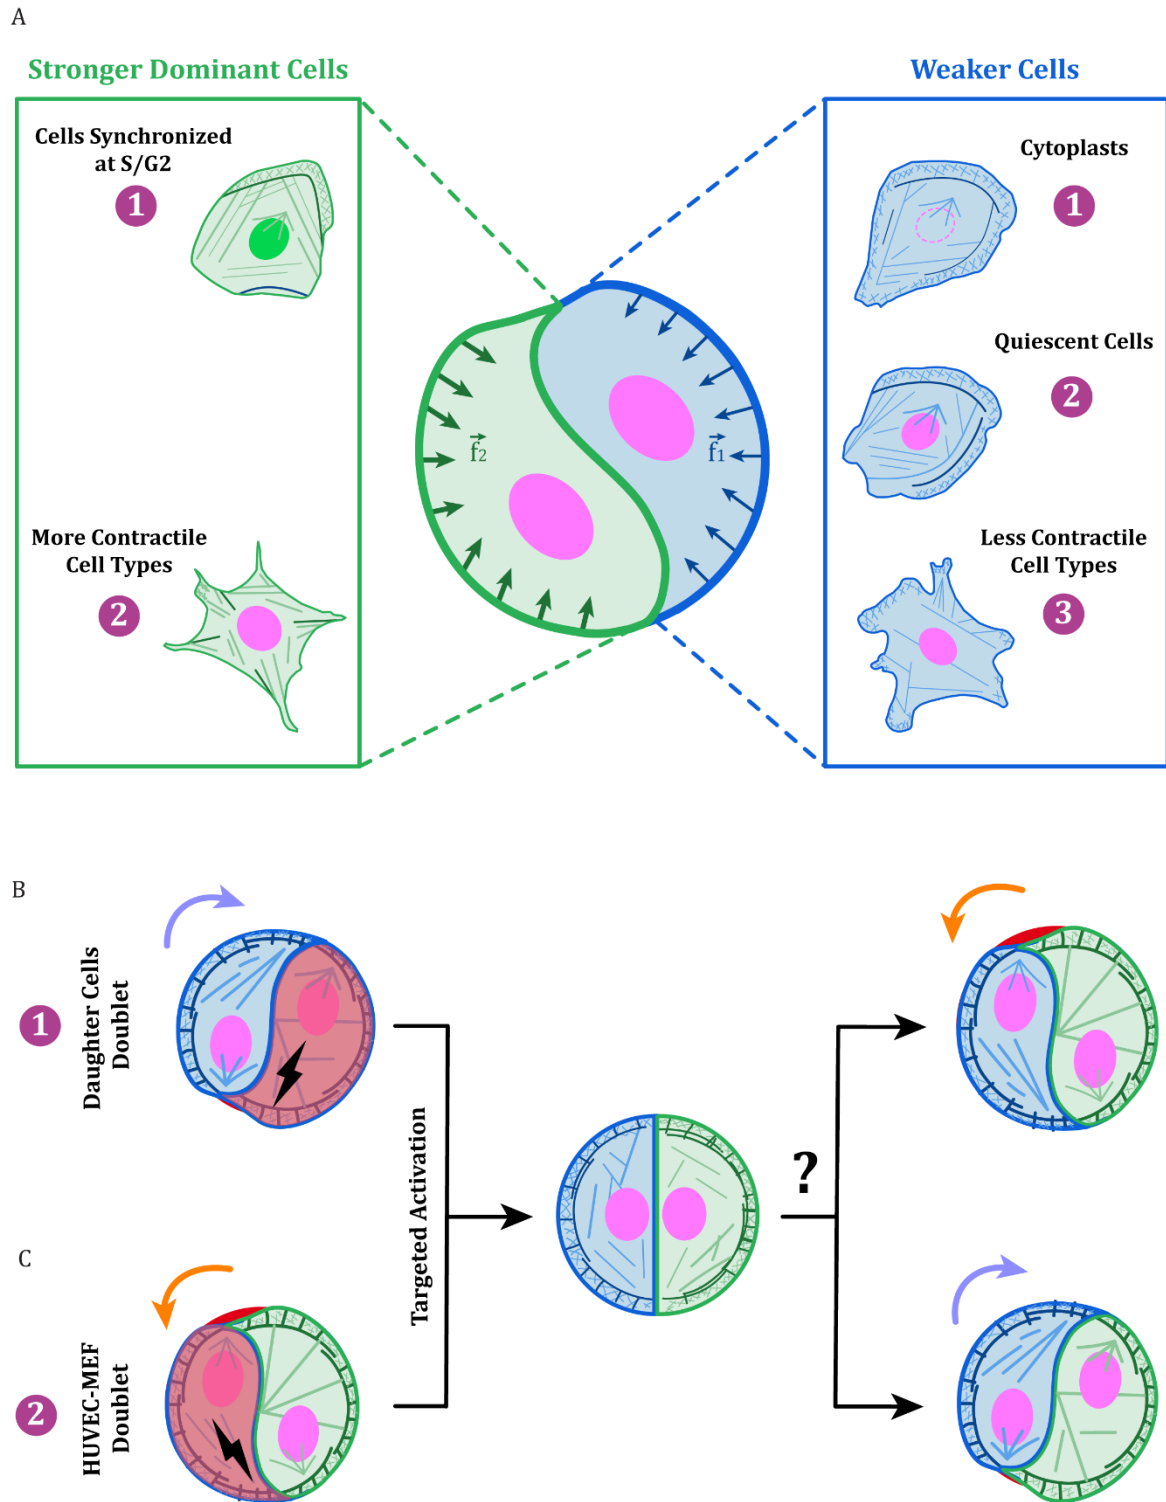 A
Stronger Dominant Cells
Cells Synchronized
at S/G2
1
More Contractile
Cell Types
2
f2
f1
Weaker Cells
Cytoplasts
1
Quiescent Cells
2
Less Contractile
Cell Types
3
B
1
Daughter Cells
Doublet
Targeted Activation
?
C
2
HUVEC-MEF
Doublet